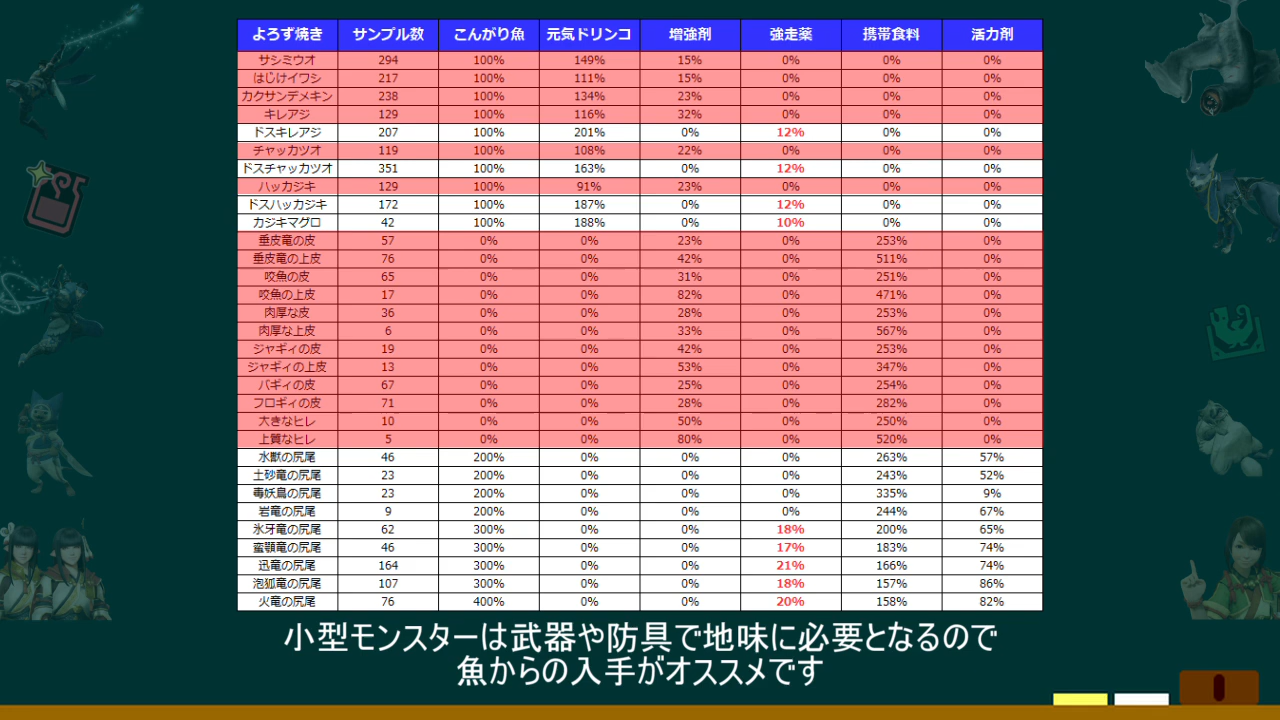 よろず焼き サンプル数 こんがり魚 元気ドリンコ 増強剤 強走薬 携帯食料 活力剤
サシミウオ 294 100% 149% 15% 0% 0% 0%
はじけイワシ 217 100% 111% 15% 0% 0% 0%
カクサンデメキン 238 100% 134% 23% 0% 0% 0%
キレアジ 129 100% 116% 32% 0% 0% 0%
ドスキレアジ 207 100% 201% 0% 12% 0% 0%
チャッカツオ 119 100% 108% 22% 0% 0% 0%
ドスチャッカツオ 351 100% 163% 0% 12% 0% 0%
ハッカジキ 129 100% 91% 23% 0% 0% 0%
ドスハッカジキ 172 100% 187% 0% 12% 0% 0%
カジキマグロ 42 100% 188% 0% 10% 0% 0%
垂皮竜の皮 57 0% 0% 23% 0% 253% 0%
垂皮竜の上皮 76 0% 0% 42% 0% 511% 0%
咬魚の皮 65 0% 0% 31% 0% 251% 0%
咬魚の上皮 17 0% 0% 82% 0% 471% 0%
肉厚な皮 36 0% 0% 28% 0% 253% 0%
肉厚な上皮 6 0% 0% 33% 0% 567% 0%
ジャギィの皮 19 0% 0% 42% 0% 253% 0%
ジャギィの上皮 13 0% 0% 53% 0% 347% 0%
バギィの皮 67 0% 0% 25% 0% 254% 0%
フロギィの皮 71 0% 0% 28% 0% 282% 0%
大きなヒレ 10 0% 0% 50% 0% 250% 0%
上質なヒレ 5 0% 0% 80% 0% 520% 0%
水獣の尻尾 46 200% 0% 0% 0% 263% 57%
土砂竜の尻尾 23 200% 0% 0% 0% 243% 52%
毒妖鳥の尻尾 23 200% 0% 0% 0% 335% 9%
岩竜の尻尾 9 200% 0% 0% 0% 244% 67%
氷牙竜の尻尾 62 300% 0% 0% 18% 200% 65%
蛮顎竜の尻尾 46 300% 0% 0% 17% 183% 74%
迅竜の尻尾 164 300% 0% 0% 21% 166% 74%
泡狐竜の尻尾 107 300% 0% 0% 18% 157% 86%
火竜の尻尾 76 400% 0% 0% 20% 158% 82%
小型モンスターは武器や防具で地味に必要となるので
魚からの入手がオススメです